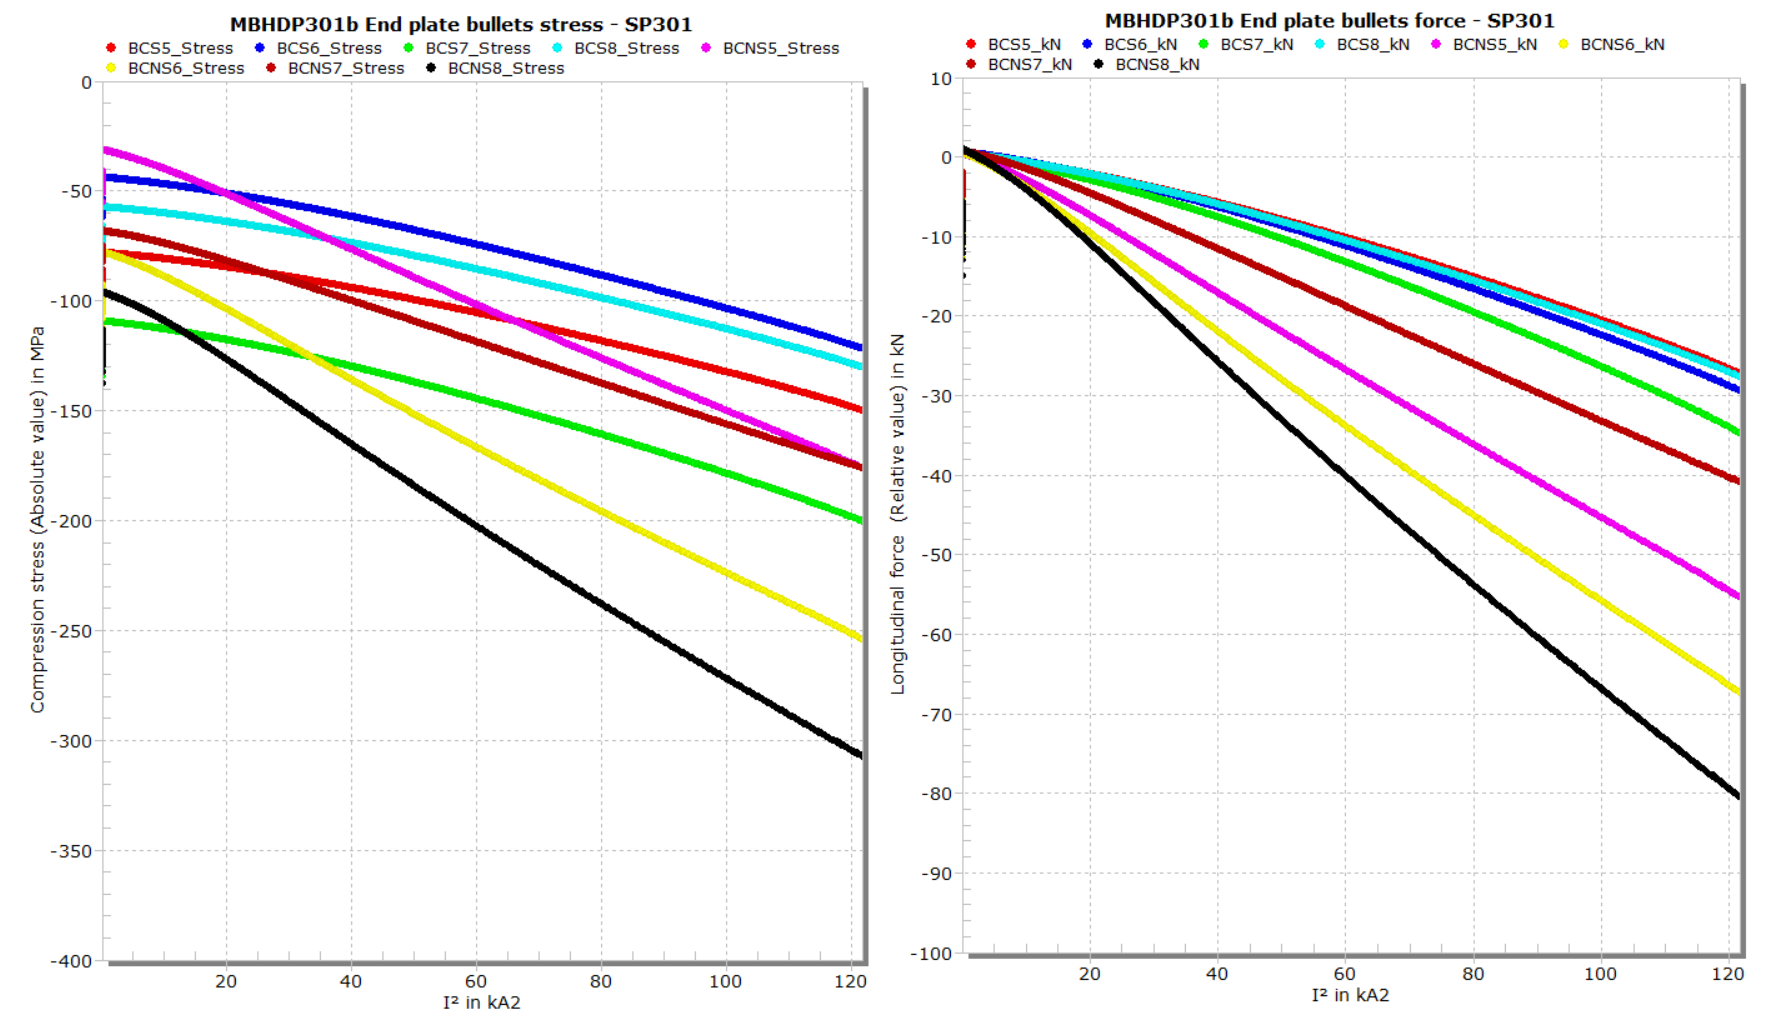 MBHDP301b End plate bullets stress - SP301
BCS5_Stress BCS6_Stress BCS7_Stress BCS8_Stress BCNS5_Stress
BCNS6_Stress BCNS7_Stress BCNS8_Stress
Compression stress (Absolute value) in MPa
0
-50
-100
-150
-200
-250
-300
-350
-400
20 40 60 80 100 120
I² in kA2
MBHDP301b End plate bullets force - SP301
BCS5_kN BCS6_kN BCS7_kN BCS8_kN BCNS5_kN BCNS6_kN
BCNS7_kN BCNS8_kN
Longitudinal force (Relative value) in kN
10
0
-10
-20
-30
-40
-50
-60
-70
-80
-90
-100
20 40 60 80 100 120
I² in kA2